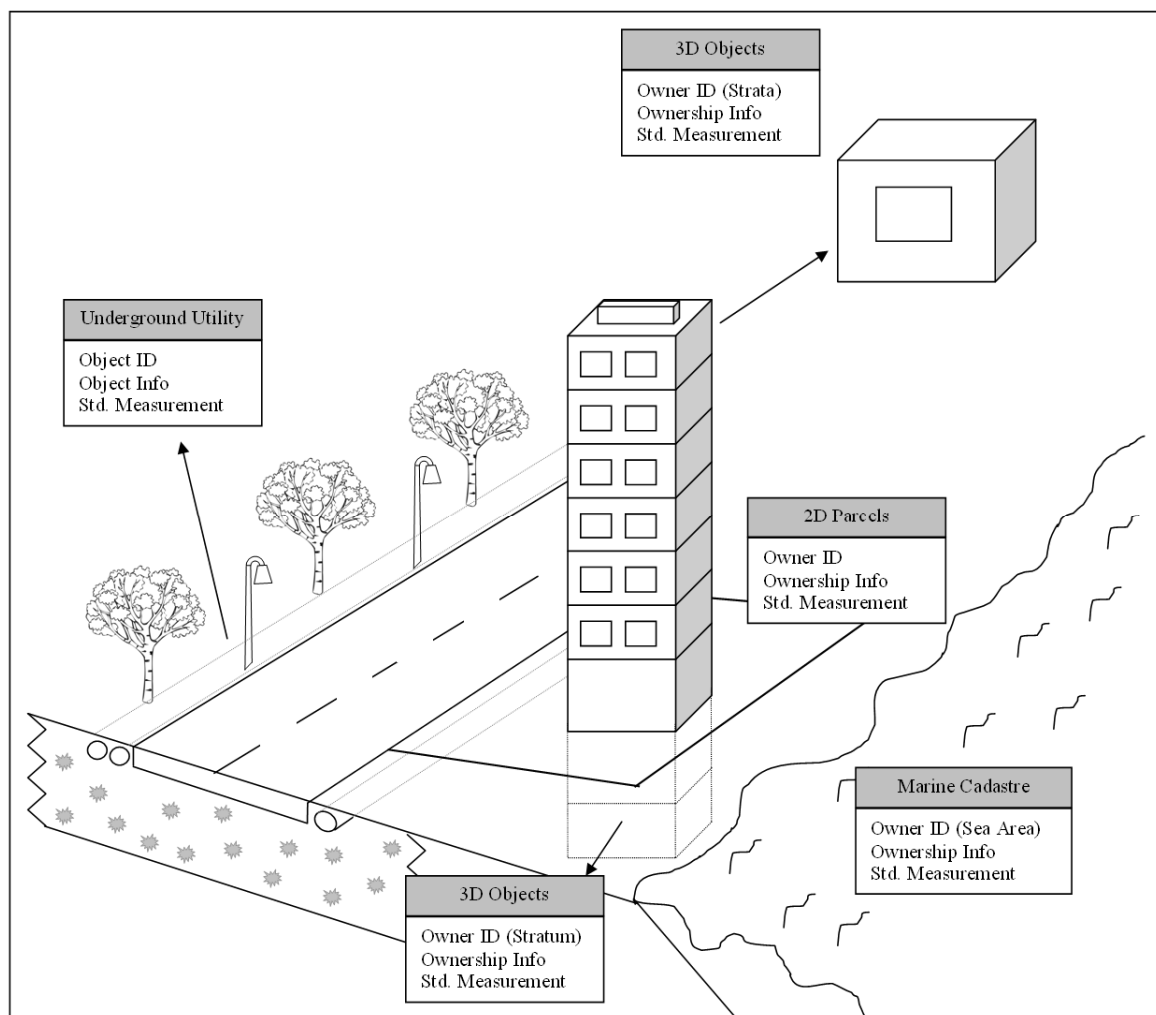 3D Objects
Owner ID (Strata)
Ownership Info
Std. Measurement
Underground Utility
Object ID
Object Info
Std. Measurement
2D Parcels
Owner ID
Ownership Info
Std. Measurement
Marine Cadastre
Owner ID (Sea Area)
Ownership Info
Std. Measurement
3D Objects
Owner ID (Stratum)
Ownership Info
Std. Measurement